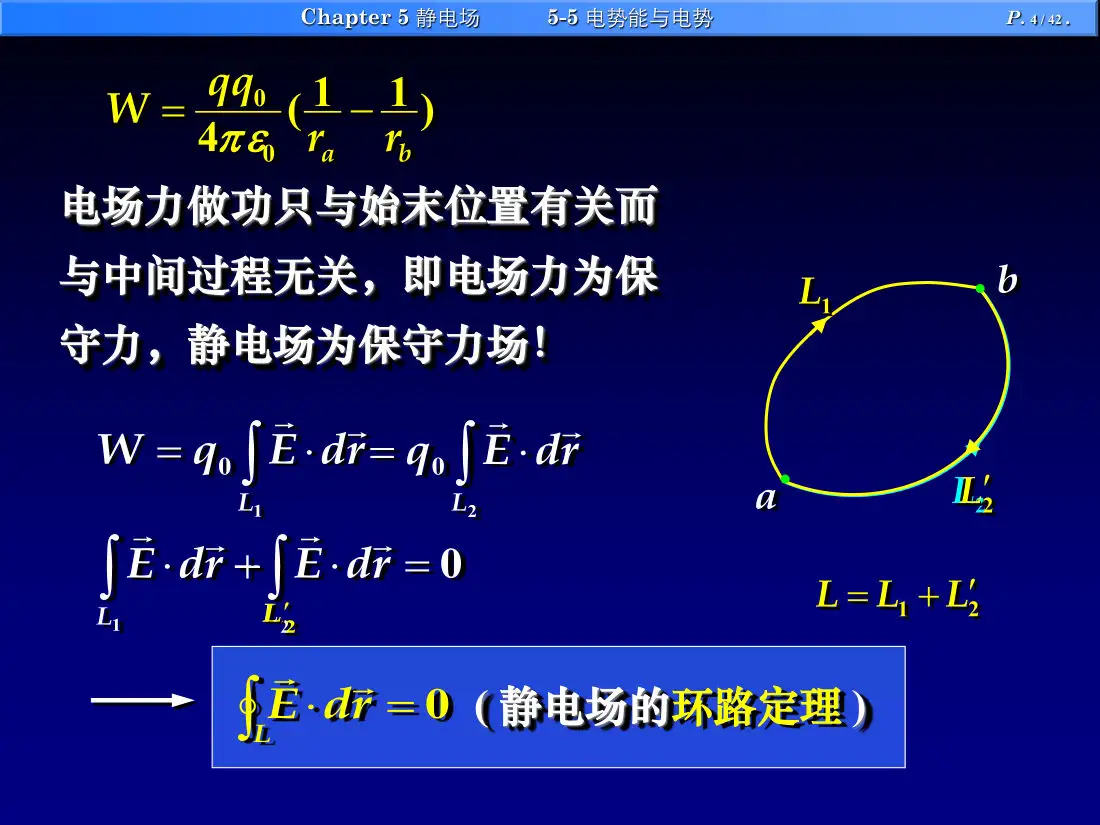 Chapter 5 静电场 5-5 电势能与电势 P. 4 / 42 .
W = qq₀/4πε₀ (1/rₐ − 1/r_b)
电场力做功只与始末位置有关而
与中间过程无关，即电场力为保
守力，静电场为保守力场！
L₁
b
W = q₀ ∫_{L₁} E⃗ · dr⃗ = q₀ ∫_{L₂} E⃗ · dr⃗
a
L₂′
∫_{L₁} E⃗ · dr⃗ + ∫_{L₂′} E⃗ · dr⃗ = 0
L = L₁ + L₂′
∮_L E⃗ · dr⃗ = 0 ( 静电场的环路定理 )